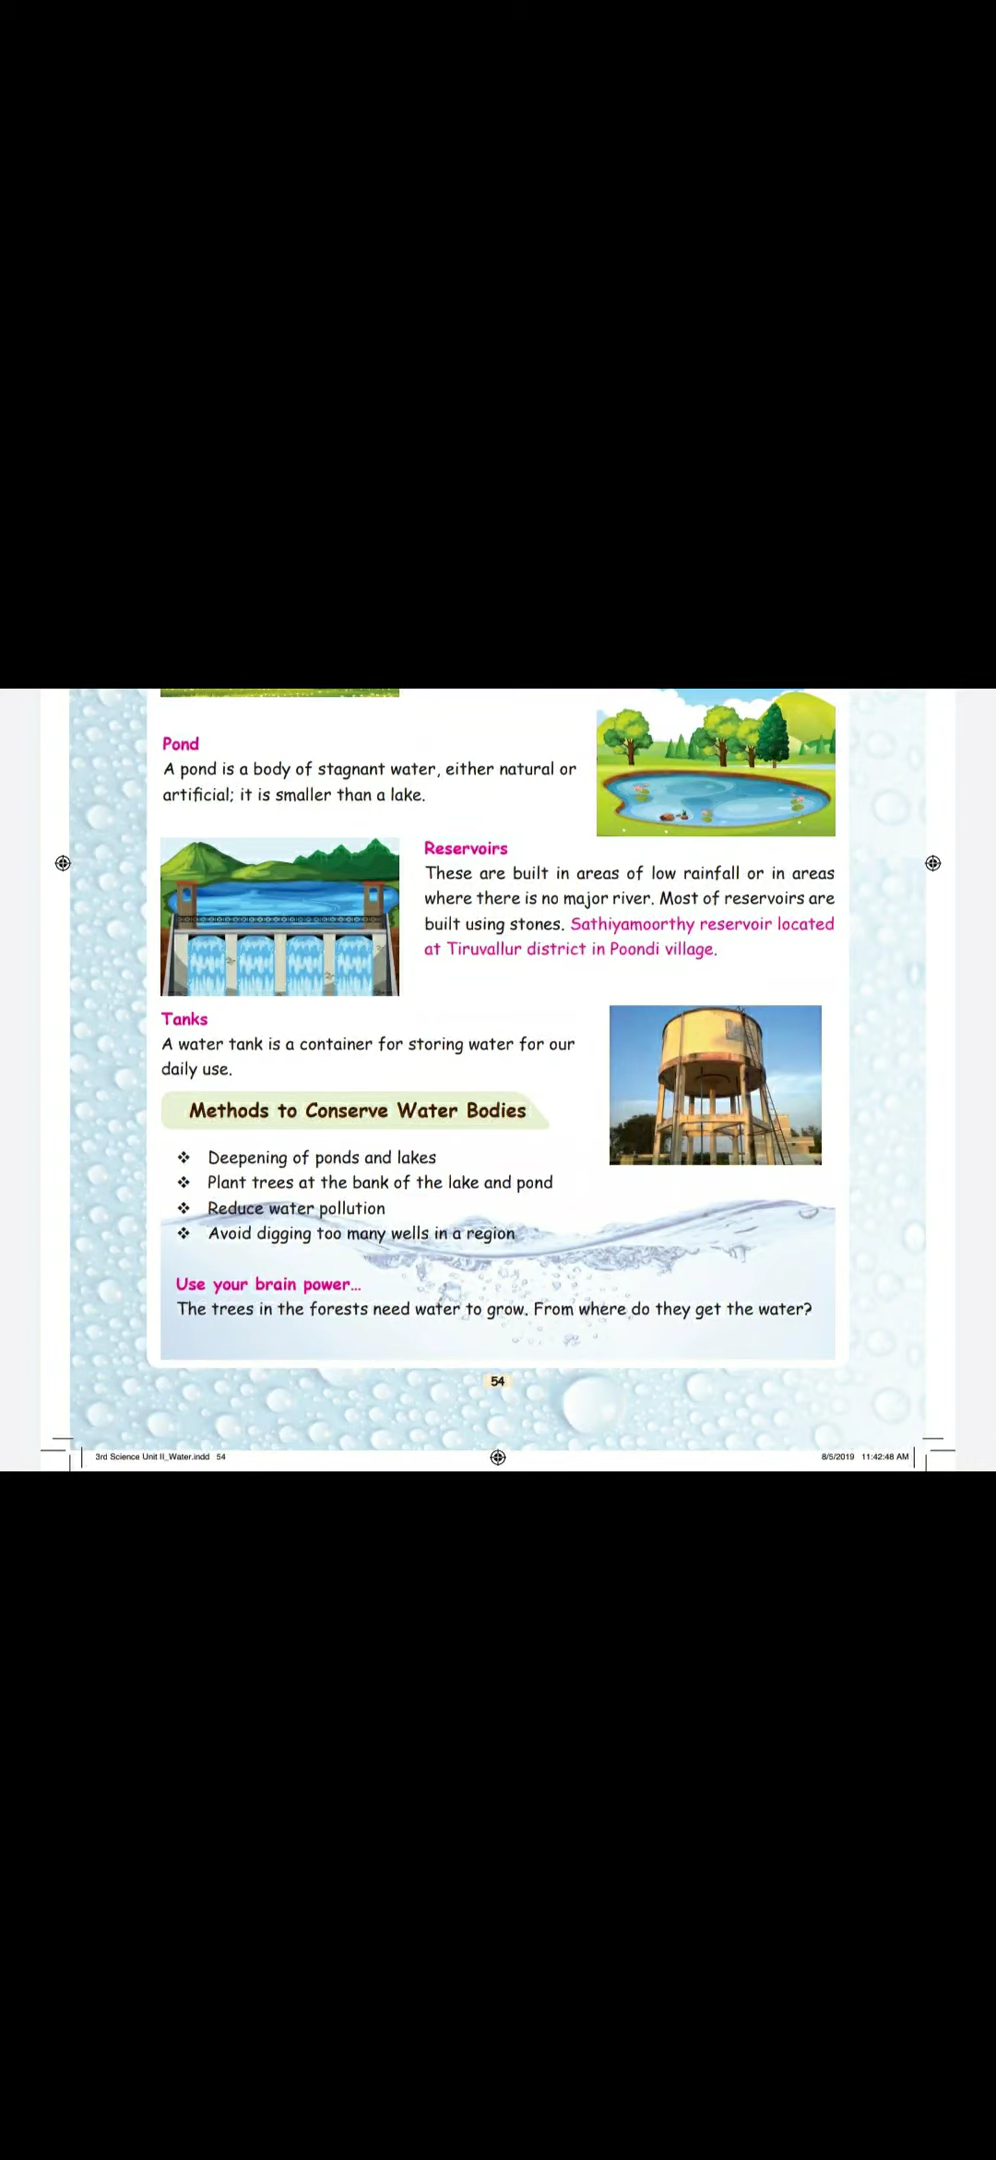 Pond
A pond is a body of stagnant water, either natural or
artificial; it is smaller than a lake.
Reservoirs
These are built in areas of low rainfall or in areas
where there is no major river. Most of reservoirs are
built using stones. Sathiyamoorthy reservoir located
at Tiruvallur district in Poondi village.
Tanks
A water tank is a container for storing water for our
daily use.
Methods to Conserve Water Bodies
❖ Deepening of ponds and lakes
❖ Plant trees at the bank of the lake and pond
❖ Reduce water pollution
❖ Avoid digging too many wells in a region
Use your brain power...
The trees in the forests need water to grow. From where do they get the water?
54
3rd Science Unit II_Water.indd 54
8/5/2019 11:42:48 AM